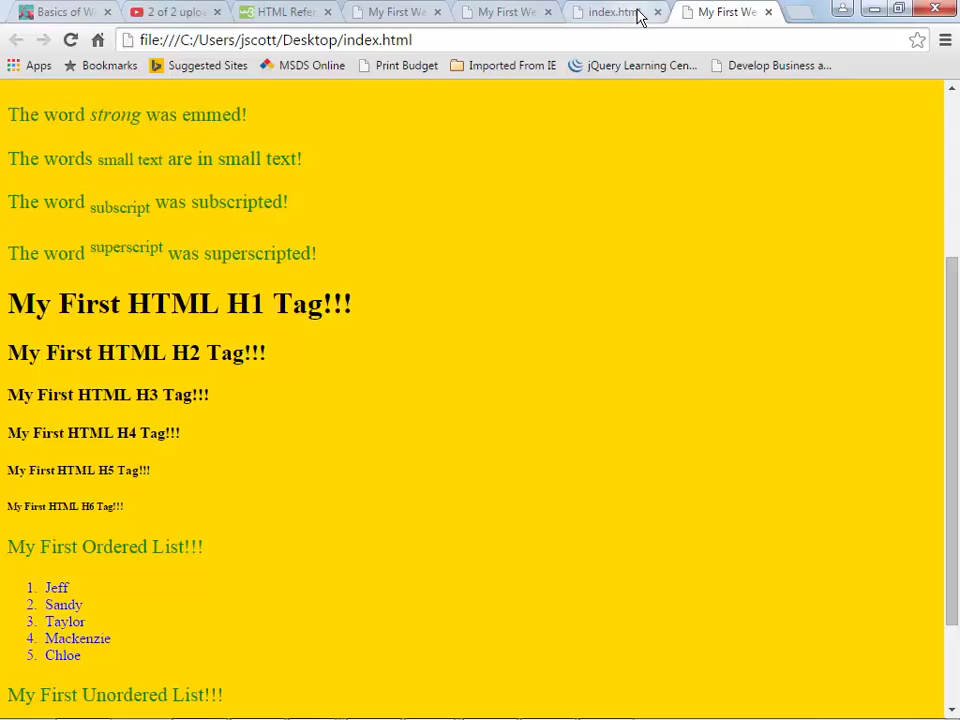 Basics of W
2 of 2 uploa
HTML Refer
My First We
My First We
index.htm
My First We
file:///C:/Users/jscott/Desktop/index.html
Apps
Bookmarks
Suggested Sites
MSDS Online
Print Budget
Imported From IE
jQuery Learning Cen...
Develop Business a...
The word strong was emmed!
The words small text are in small text!
The word subscript was subscripted!
The word superscript was superscripted!
My First HTML H1 Tag!!!
My First HTML H2 Tag!!!
My First HTML H3 Tag!!!
My First HTML H4 Tag!!!
My First HTML H5 Tag!!!
My First HTML H6 Tag!!!
My First Ordered List!!!
1. Jeff
2. Sandy
3. Taylor
4. Mackenzie
5. Chloe
My First Unordered List!!!